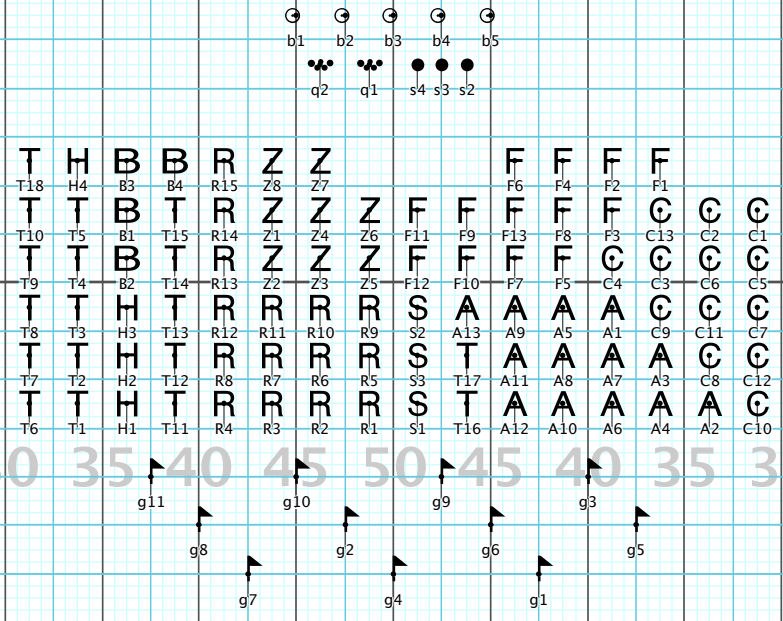 b1 b2 b3 b4 b5
q2 q1 s4 s3 s2
T H B B R Z Z F F F F
T18 H4 B3 B4 R15 Z8 Z7 F6 F4 F2 F1
T T B T R Z Z Z F F F F F C C C
T10 T5 B1 T15 R14 Z1 Z4 Z6 F11 F9 F13 F8 F3 C13 C2 C1
T T B T R Z Z Z F F F F C C C C
T9 T4 B2 T14 R13 Z2 Z3 Z5 F12 F10 F7 F5 C4 C3 C6 C5
T T H T R R R R S A A A A C C C
T8 T3 H3 T13 R12 R11 R10 R9 S2 A13 A9 A5 A1 C9 C11 C7
T T H T R R R R S T A A A A C C
T7 T2 H2 T12 R8 R7 R6 R5 S3 T17 A11 A8 A7 A3 C8 C12
T T H T R R R R S T A A A A A C
T6 T1 H1 T11 R4 R3 R2 R1 S1 T16 A12 A10 A6 A4 A2 C10
0 35 40 45 50 45 40 35 3
g11 g10 g9 g3
g8 g2 g6 g5
g7 g4 g1